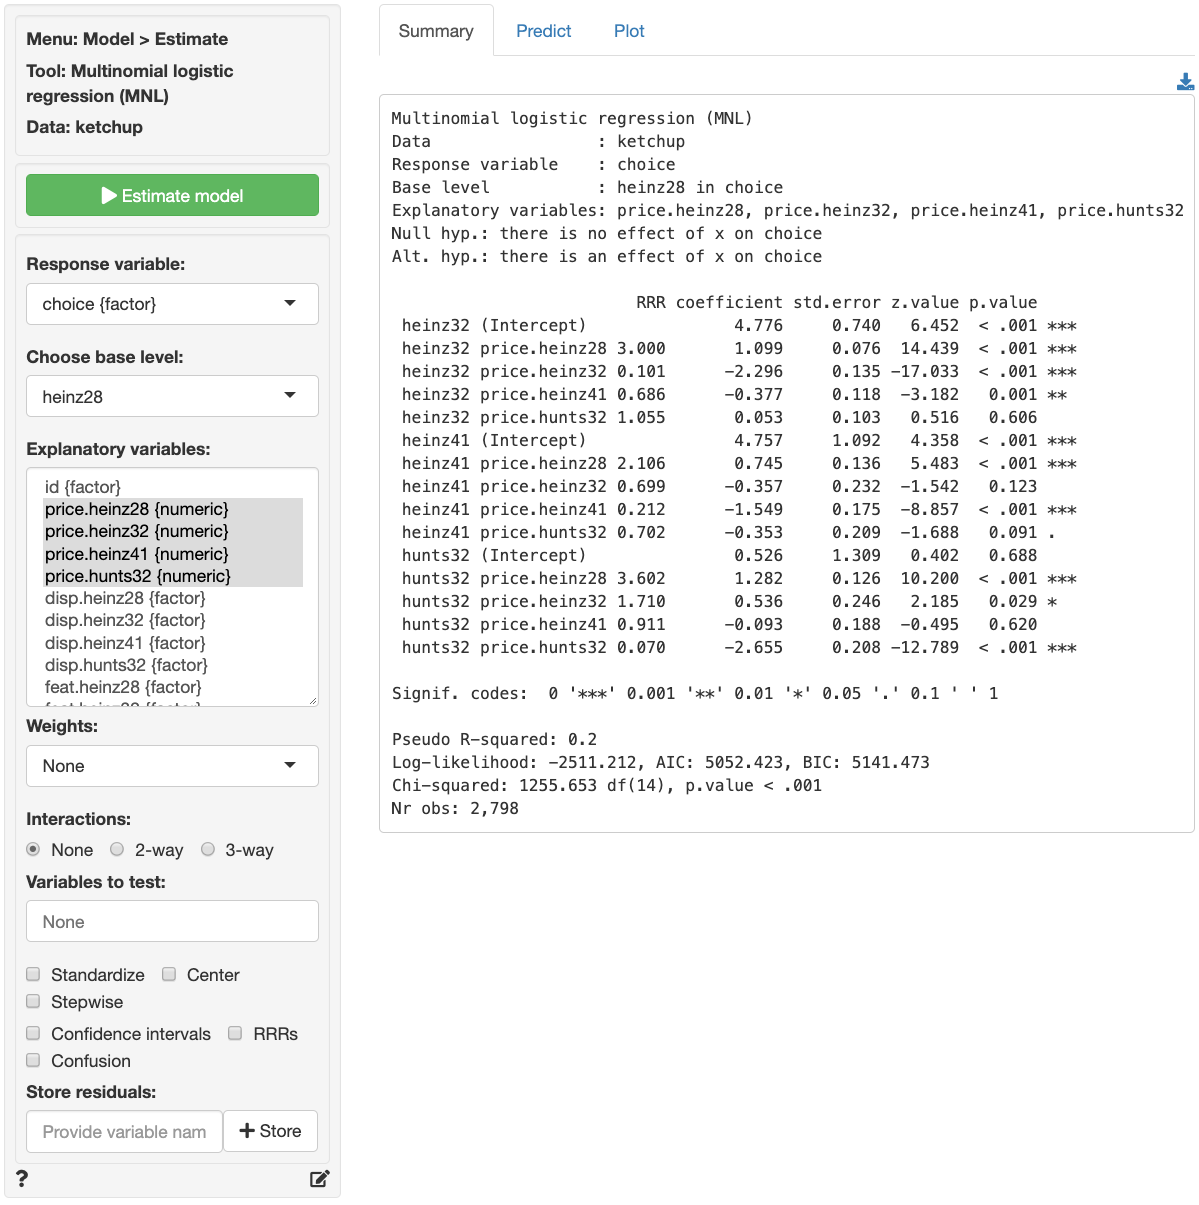 Menu: Model > Estimate
Tool: Multinomial logistic
regression (MNL)
Data: ketchup
Estimate model
Response variable:
choice {factor}
Choose base level:
heinz28
Explanatory variables:
id {factor}
price.heinz28 {numeric}
price.heinz32 {numeric}
price.heinz41 {numeric}
price.hunts32 {numeric}
disp.heinz28 {factor}
disp.heinz32 {factor}
disp.heinz41 {factor}
disp.hunts32 {factor}
feat.heinz28 {factor}
Weights:
None
Interactions:
None 2-way 3-way
Variables to test:
None
Standardize Center
Stepwise
Confidence intervals RRRs
Confusion
Store residuals:
Provide variable nam + Store
?
Summary Predict Plot
Multinomial logistic regression (MNL)
Data : ketchup
Response variable : choice
Base level : heinz28 in choice
Explanatory variables: price.heinz28, price.heinz32, price.heinz41, price.hunts32
Null hyp.: there is no effect of x on choice
Alt. hyp.: there is an effect of x on choice
RRR coefficient std.error z.value p.value
heinz32 (Intercept) 4.776 0.740 6.452 < .001 ***
heinz32 price.heinz28 3.000 1.099 0.076 14.439 < .001 ***
heinz32 price.heinz32 0.101 -2.296 0.135 -17.033 < .001 ***
heinz32 price.heinz41 0.686 -0.377 0.118 -3.182 0.001 **
heinz32 price.hunts32 1.055 0.053 0.103 0.516 0.606
heinz41 (Intercept) 4.757 1.092 4.358 < .001 ***
heinz41 price.heinz28 2.106 0.745 0.136 5.483 < .001 ***
heinz41 price.heinz32 0.699 -0.357 0.232 -1.542 0.123
heinz41 price.heinz41 0.212 -1.549 0.175 -8.857 < .001 ***
heinz41 price.hunts32 0.702 -0.353 0.209 -1.688 0.091 .
hunts32 (Intercept) 0.526 1.309 0.402 0.688
hunts32 price.heinz28 3.602 1.282 0.126 10.200 < .001 ***
hunts32 price.heinz32 1.710 0.536 0.246 2.185 0.029 *
hunts32 price.heinz41 0.911 -0.093 0.188 -0.495 0.620
hunts32 price.hunts32 0.070 -2.655 0.208 -12.789 < .001 ***
Signif. codes: 0 '***' 0.001 '**' 0.01 '*' 0.05 '.' 0.1 ' ' 1
Pseudo R-squared: 0.2
Log-likelihood: -2511.212, AIC: 5052.423, BIC: 5141.473
Chi-squared: 1255.653 df(14), p.value < .001
Nr obs: 2,798